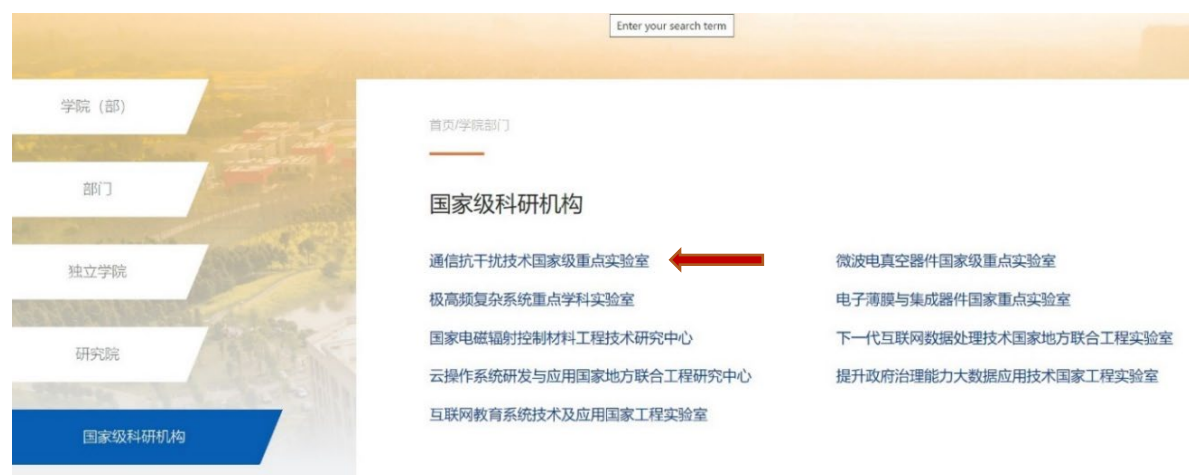 Enter your search term
学院（部）
部门
独立学院
研究院
国家级科研机构
首页/学院部门
国家级科研机构
通信抗干扰技术国家级重点实验室
微波电真空器件国家级重点实验室
极高频复杂系统重点学科实验室
电子薄膜与集成器件国家重点实验室
国家电磁辐射控制材料工程技术研究中心
下一代互联网数据处理技术国家地方联合工程实验室
云操作系统研发与应用国家地方联合工程研究中心
提升政府治理能力大数据应用技术国家工程实验室
互联网教育系统技术及应用国家工程实验室